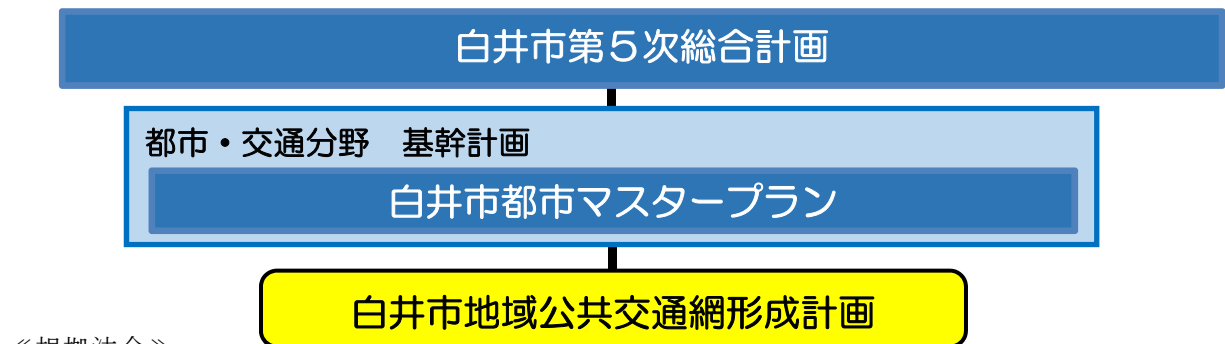 白井市第５次総合計画
都市・交通分野　基幹計画
白井市都市マスタープラン
白井市地域公共交通網形成計画